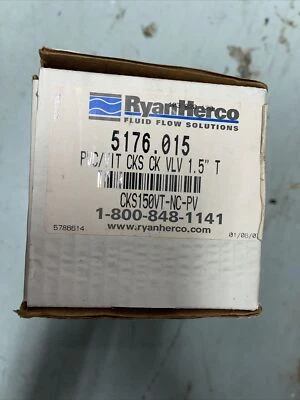 RyanHerco
FLUID FLOW SOLUTIONS
5176.015
PVC/VIT CKS CK VLV 1.5" T
CKS150VT-NC-PV
1-800-848-1141
www.ryanherco.com
5786614